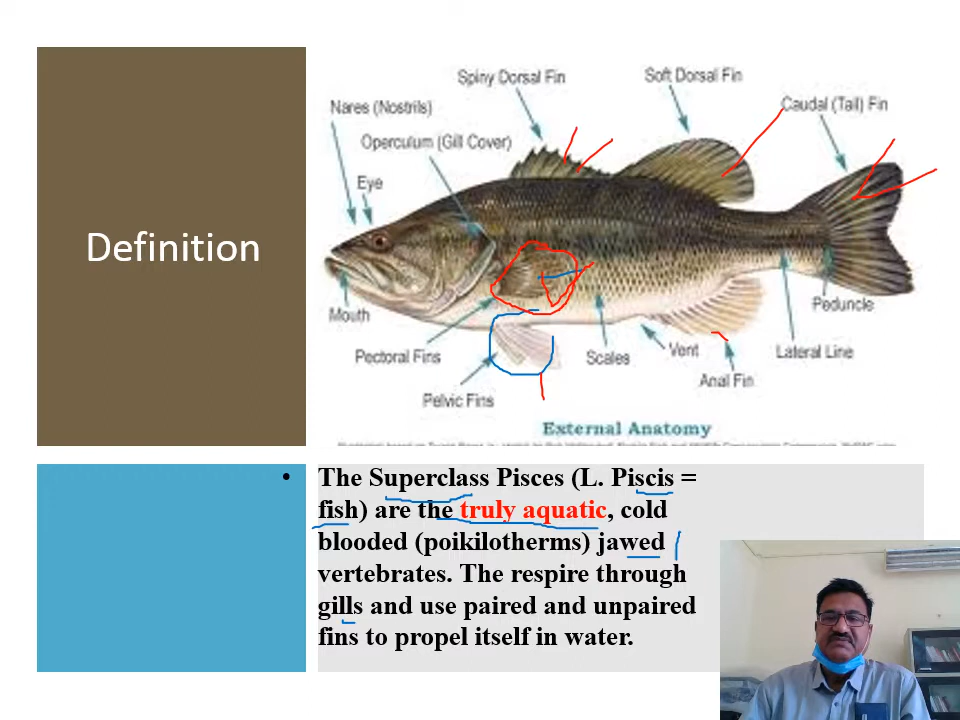 Definition
Spiny Dorsal Fin
Soft Dorsal Fin
Caudal (Tail) Fin
Nares (Nostrils)
Operculum (Gill Cover)
Eye
Mouth
Pectoral Fins
Pelvic Fins
Scales
Vent
Anal Fin
Lateral Line
Peduncle
External Anatomy
• The Superclass Pisces (L. Piscis =
fish) are the truly aquatic, cold
blooded (poikilotherms) jawed
vertebrates. The respire through
gills and use paired and unpaired
fins to propel itself in water.